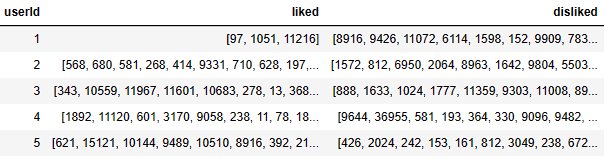 userId liked disliked
1 [97, 1051, 11216] [8916, 9426, 11072, 6114, 1598, 152, 9909, 783...
2 [568, 680, 581, 268, 414, 9331, 710, 628, 197,... [1572, 812, 6950, 2064, 8963, 1642, 9804, 5503...
3 [343, 10559, 11967, 11601, 10683, 278, 13, 368... [888, 1633, 1024, 1777, 11359, 9303, 11008, 89...
4 [1892, 11120, 601, 3170, 9058, 238, 11, 78, 18... [9644, 36955, 581, 193, 364, 330, 9096, 9482, ...
5 [621, 15121, 10144, 9489, 10510, 8916, 392, 21... [426, 2024, 242, 153, 161, 812, 3049, 238, 672...